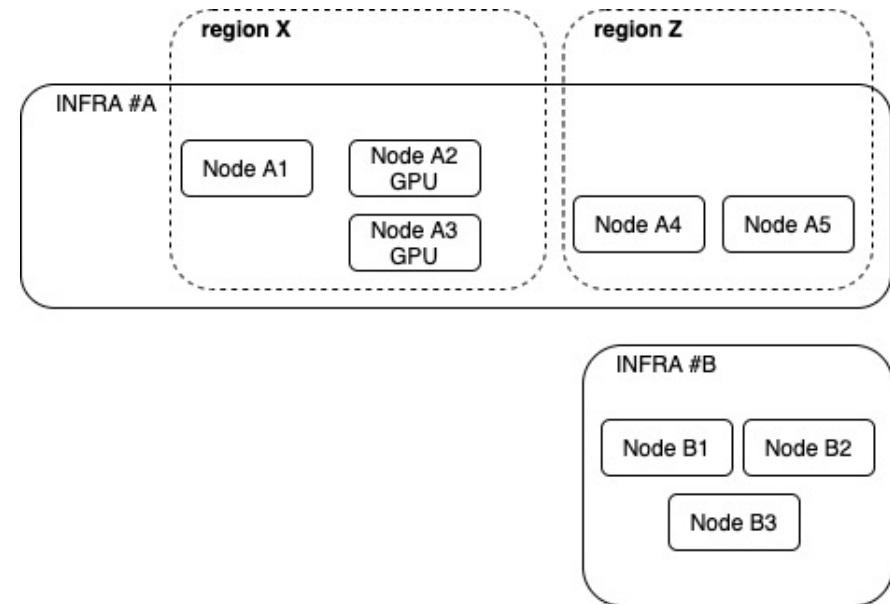 region X
region Z
INFRA #A
Node A1
Node A2
GPU
Node A3
GPU
Node A4
Node A5
INFRA #B
Node B1
Node B2
Node B3